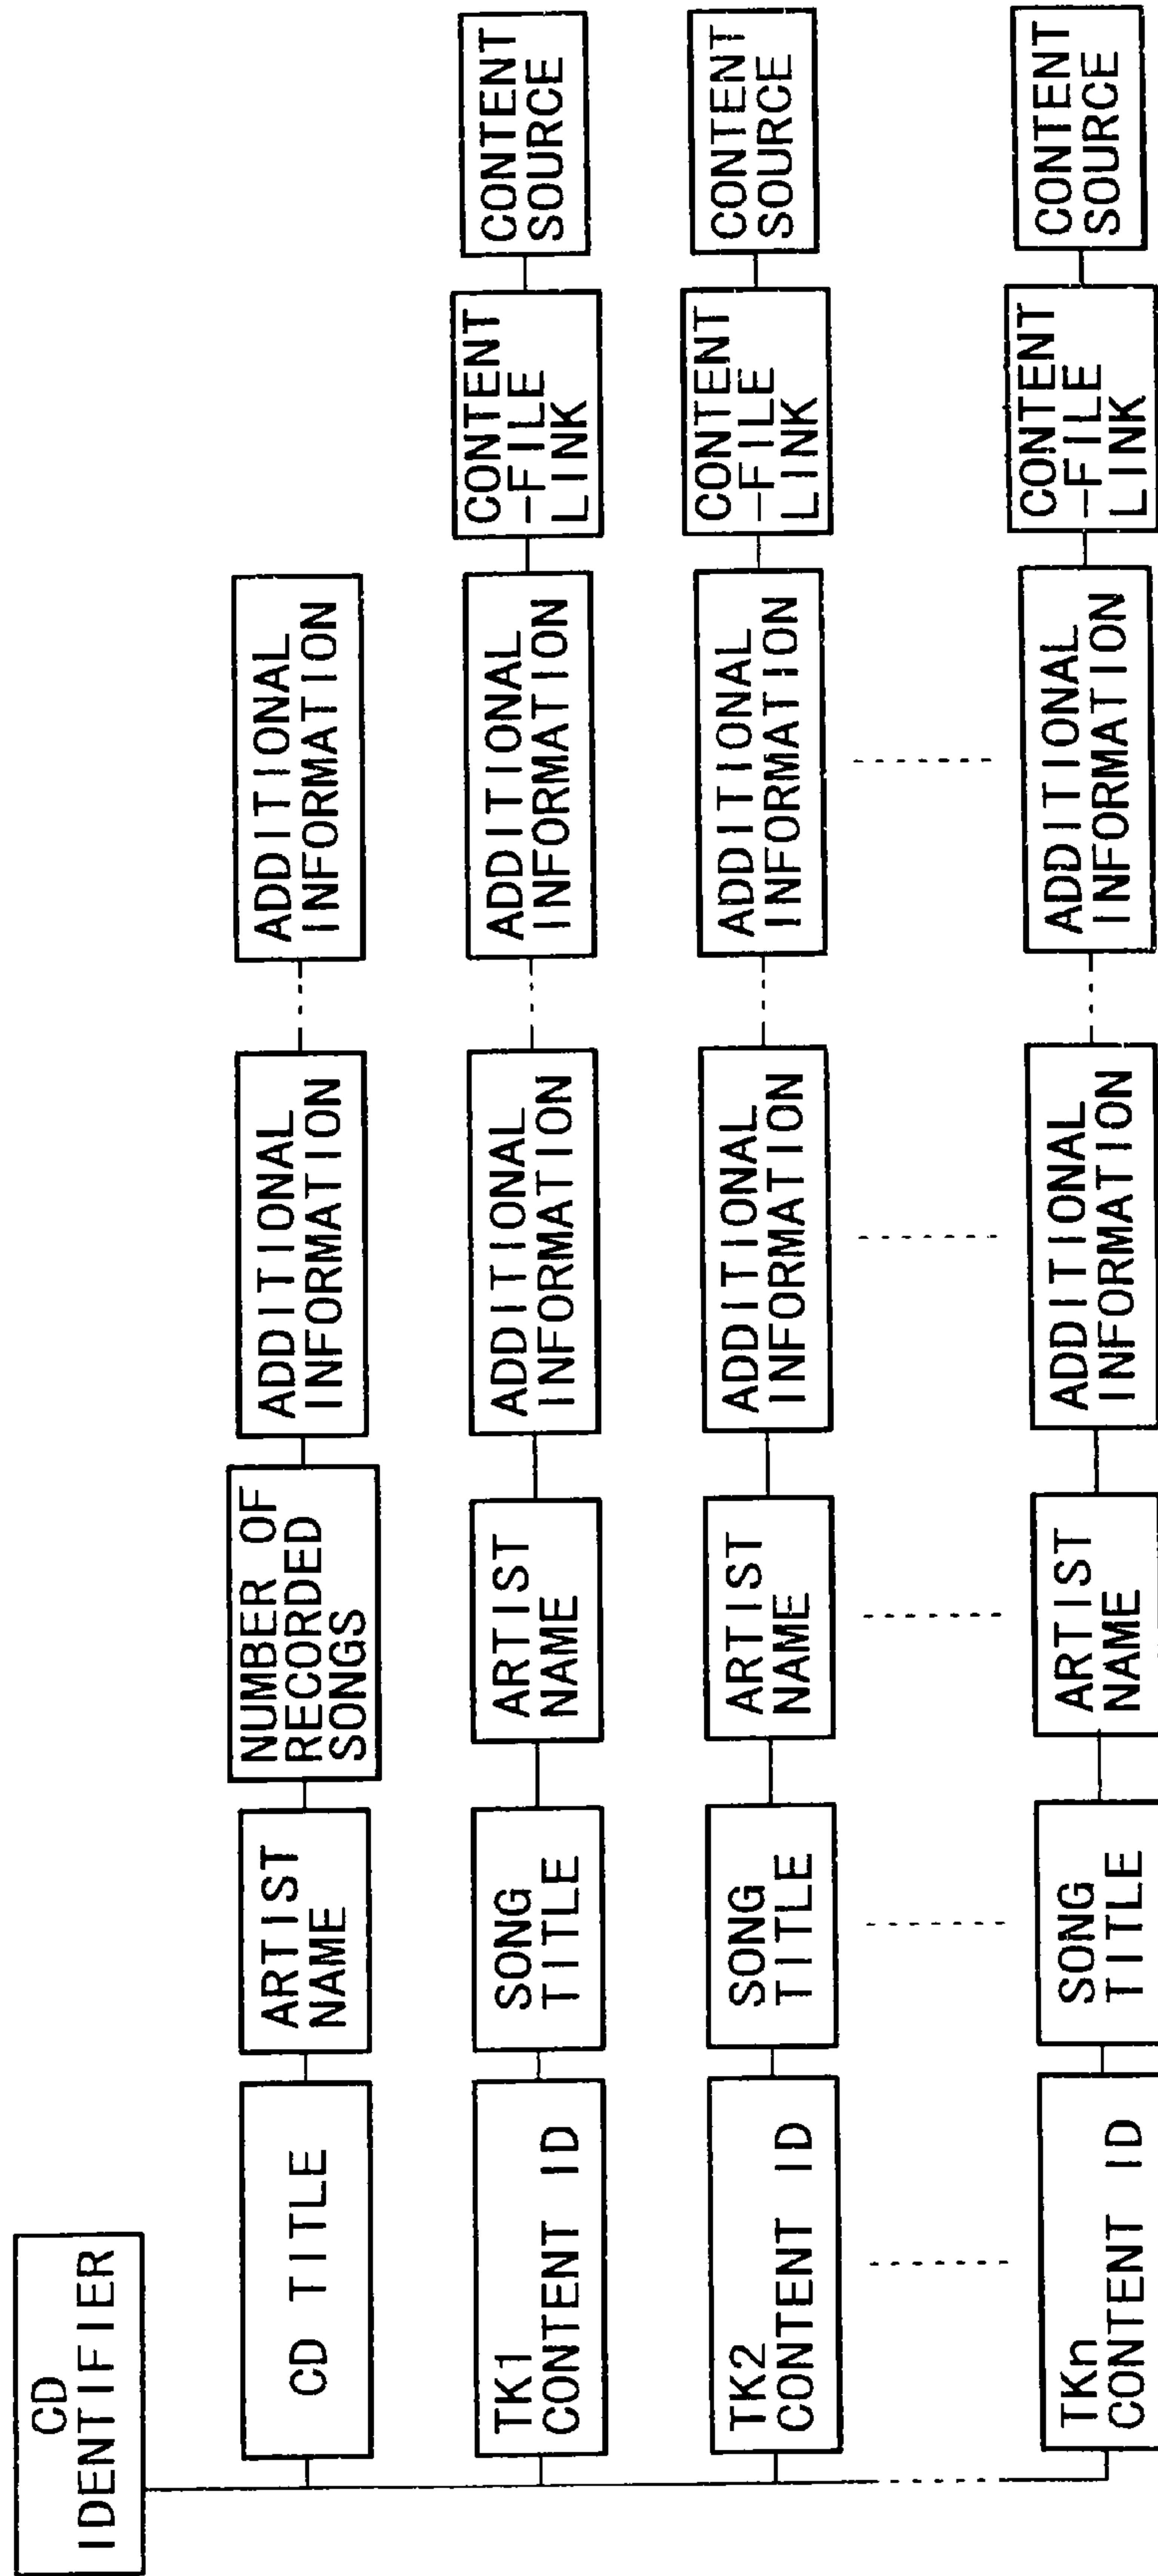 CD
IDENTIFIER
CD TITLE
ARTIST
NAME
NUMBER OF
RECORDED
SONGS
ADDITIONAL
INFORMATION
ADDITIONAL
INFORMATION
TK1
CONTENT ID
SONG
TITLE
ARTIST
NAME
ADDITIONAL
INFORMATION
ADDITIONAL
INFORMATION
CONTENT
-FILE
LINK
CONTENT
SOURCE
TK2
CONTENT ID
SONG
TITLE
ARTIST
NAME
ADDITIONAL
INFORMATION
ADDITIONAL
INFORMATION
CONTENT
-FILE
LINK
CONTENT
SOURCE
TKn
CONTENT ID
SONG
TITLE
ARTIST
NAME
ADDITIONAL
INFORMATION
ADDITIONAL
INFORMATION
CONTENT
-FILE
LINK
CONTENT
SOURCE